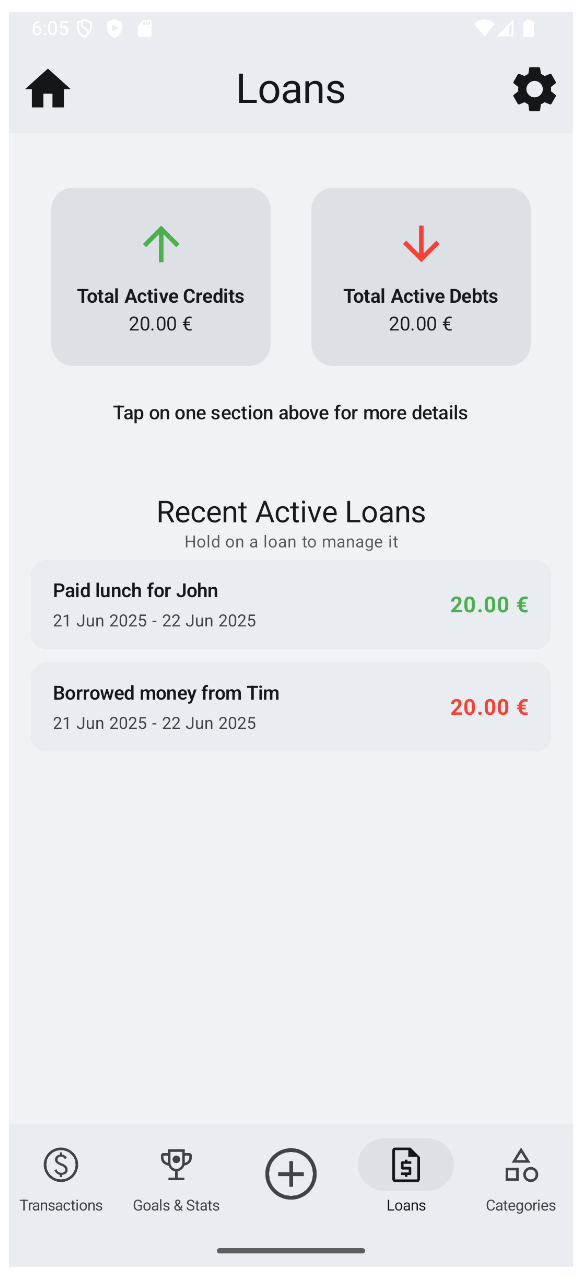 6:05
Loans
Total Active Credits
20.00 €
Total Active Debts
20.00 €
Tap on one section above for more details
Recent Active Loans
Hold on a loan to manage it
Paid lunch for John
21 Jun 2025 - 22 Jun 2025
20.00 €
Borrowed money from Tim
21 Jun 2025 - 22 Jun 2025
20.00 €
Transactions
Goals & Stats
Loans
Categories